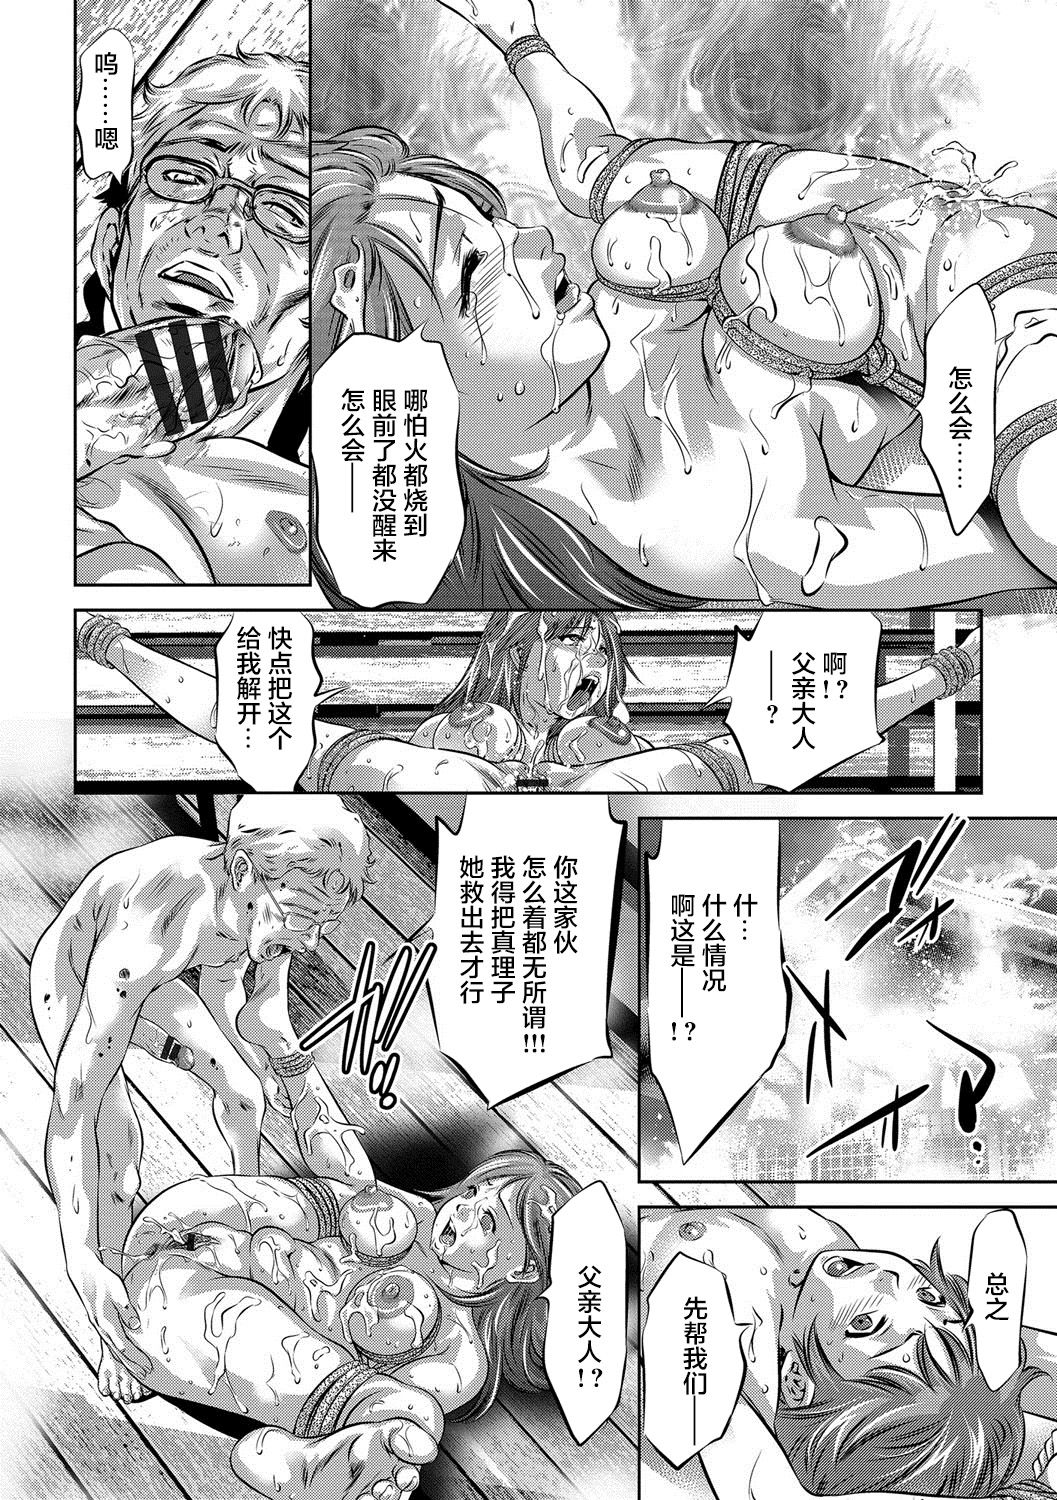 怎么会……
哪怕火都烧到
眼前了都没醒来
怎么会——
呜……嗯
啊!?
父亲大人
——?
快点把这个
给我解开…
什…
什么情况
啊这是——!?
你这家伙
怎么着都无所谓!!!
我得把真理子
她救出去才行
总之
先帮我们
——
父亲大人!?